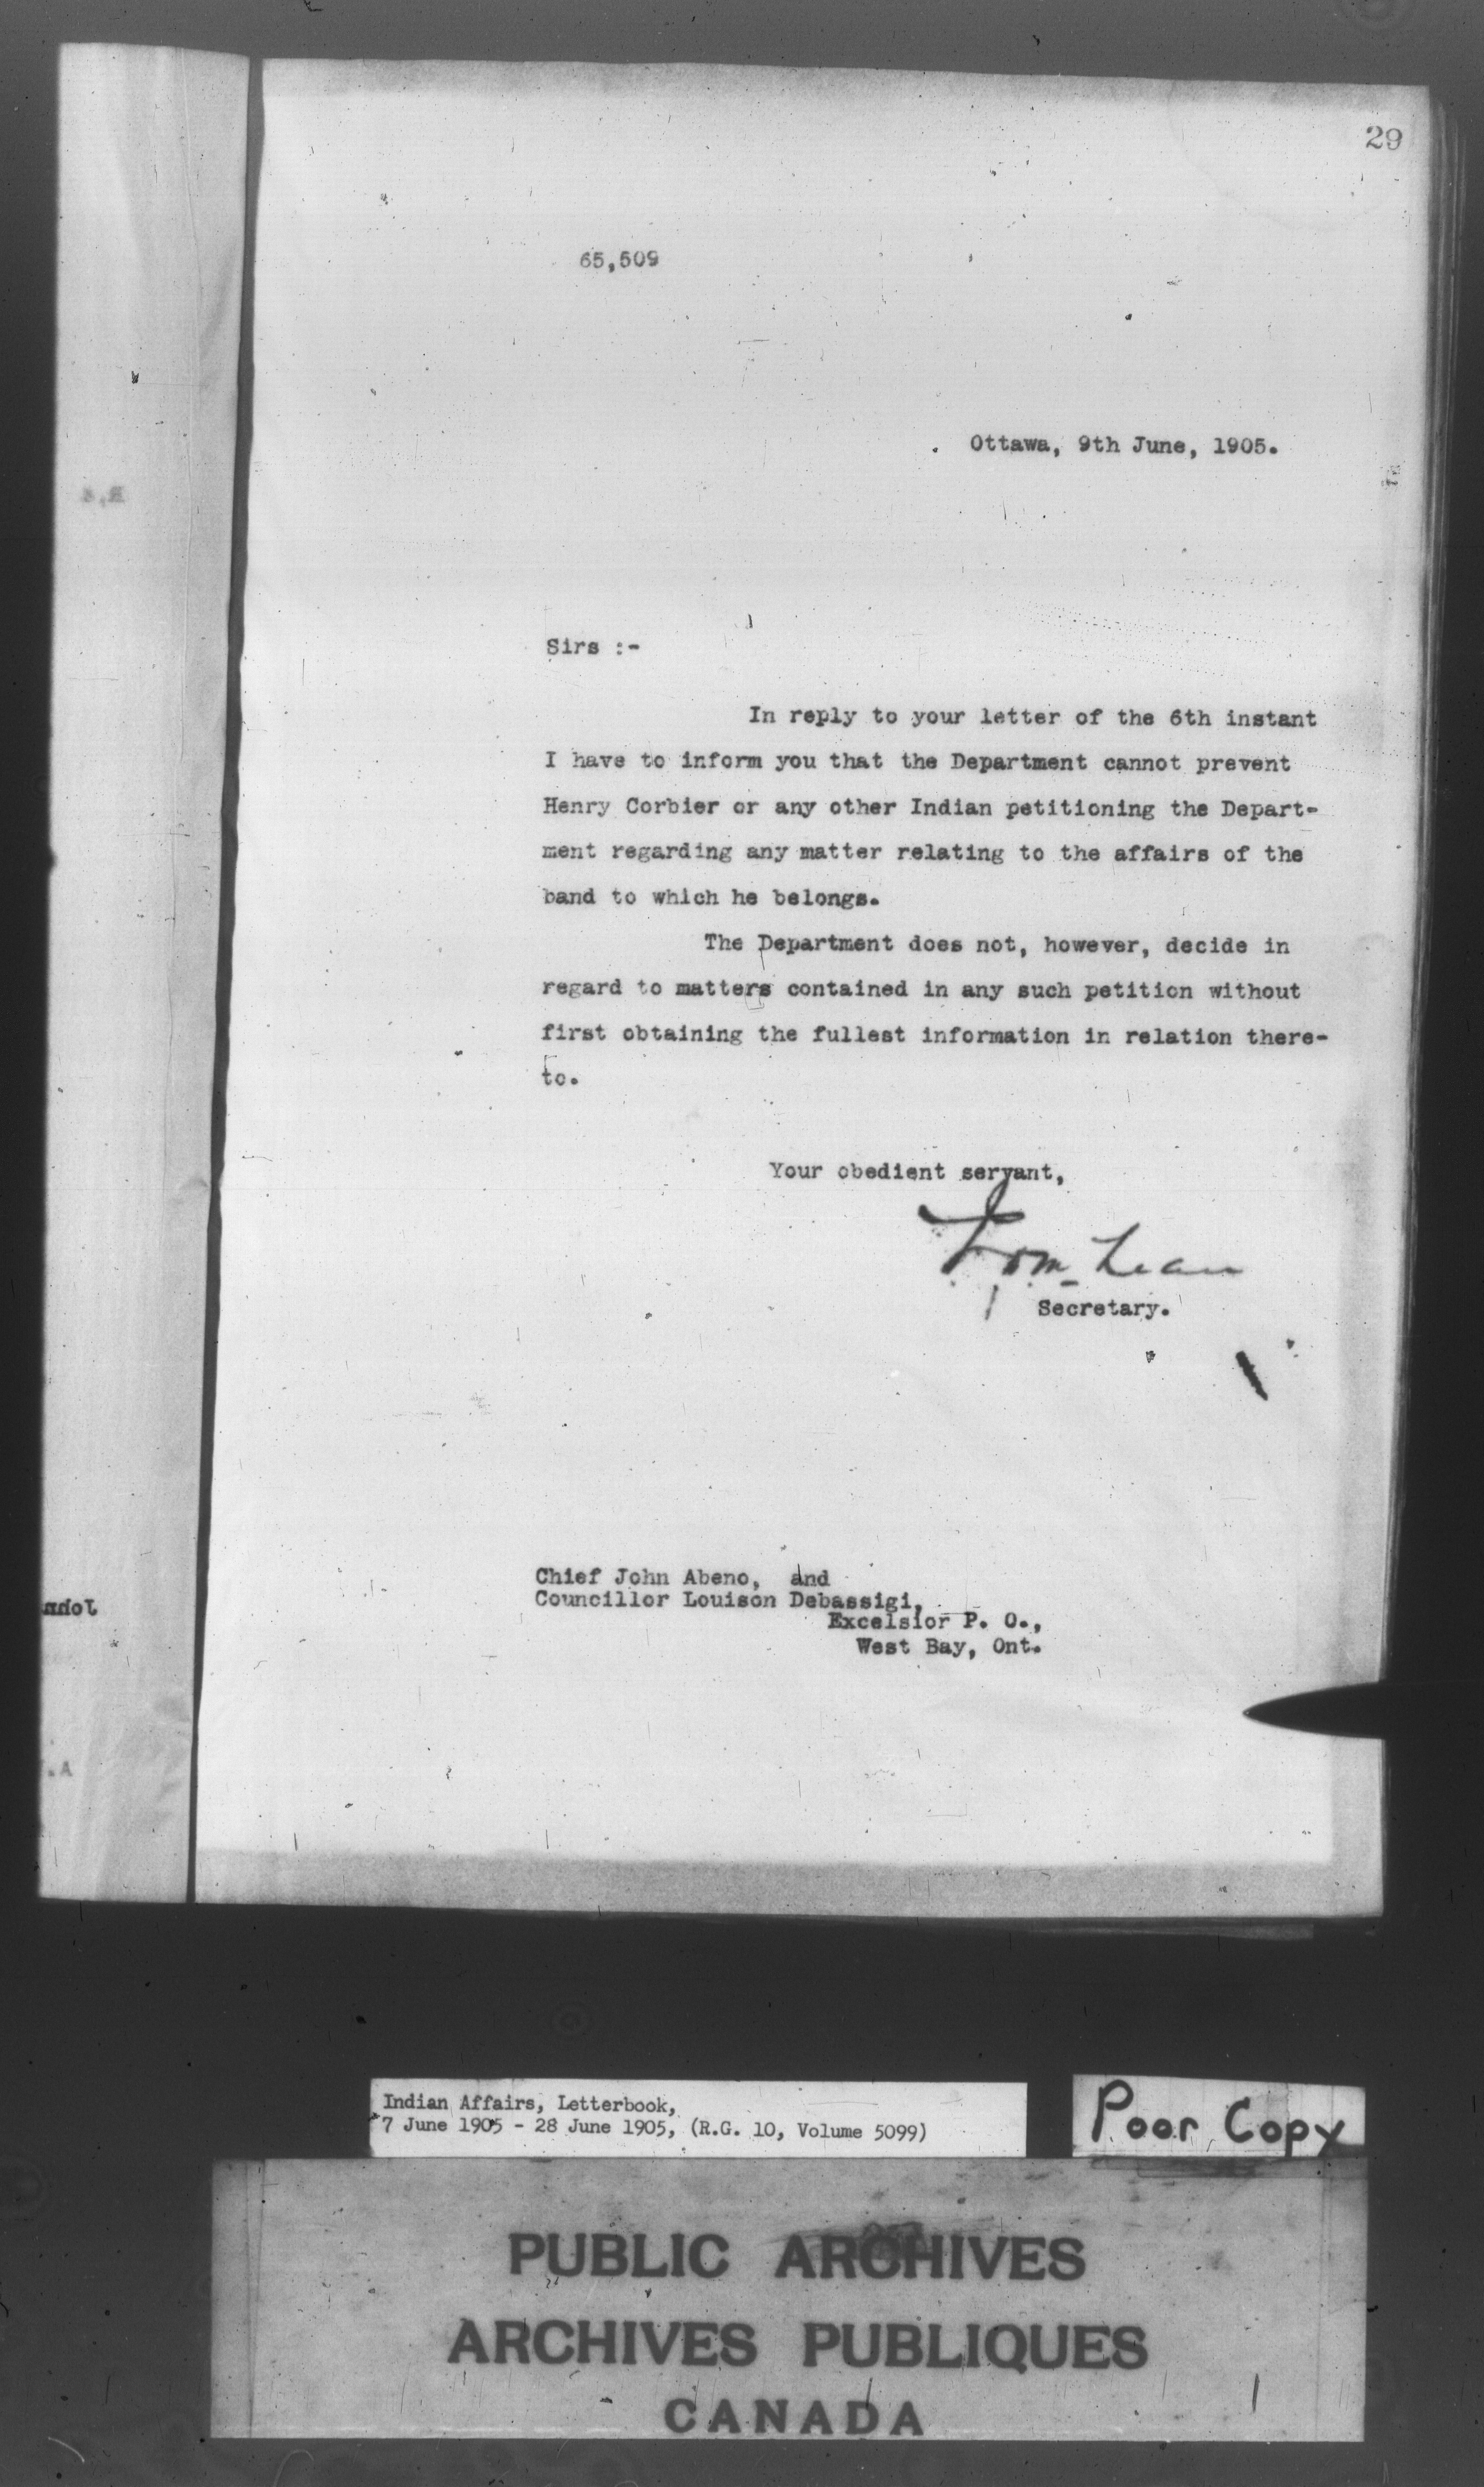 29
65,509
Ottawa, 9th June, 1905.
Sirs :-
In reply to your letter of the 6th instant
I have to inform you that the Department cannot prevent
Henry Corbier or any other Indian petitioning the Depart-
ment regarding any matter relating to the affairs of the
band to which he belongs.
The Department does not, however, decide in
regard to matters contained in any such petition without
first obtaining the fullest information in relation there-
to.
Your obedient servant,
Secretary.
Chief John Abeno, and
Councillor Louison Debassigi,
Excelsior P. O.,
West Bay, Ont.
Indian Affairs, Letterbook,
7 June 1905 - 28 June 1905, (R.G. 10, Volume 5099)
Poor Copy
PUBLIC ARCHIVES
ARCHIVES PUBLIQUES
CANADA